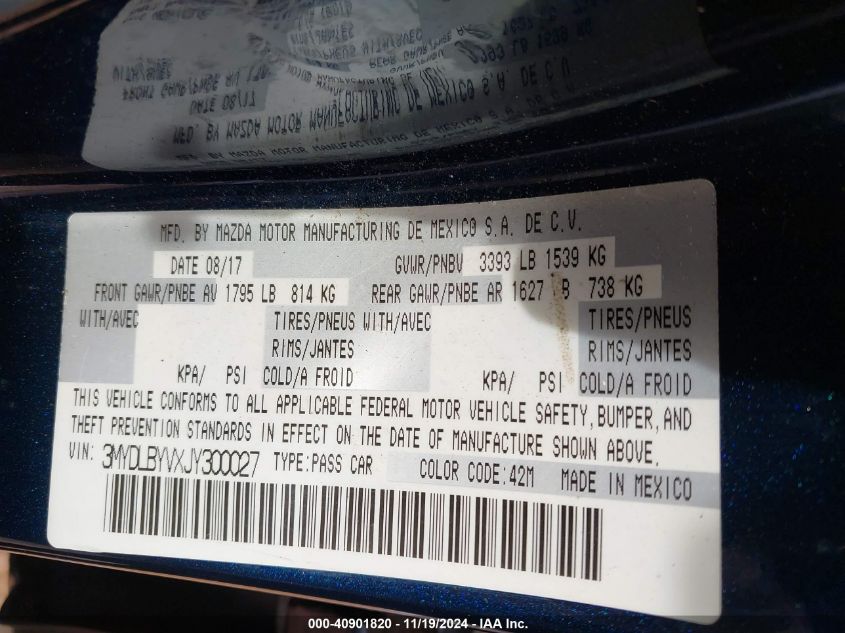 MFD. BY MAZDA MOTOR MANUFACTURING DE MEXICO S.A. DE C.V.
DATE 08/17 GVWR/PNBV 3393 LB 1539 KG
FRONT GAWR/PNBE AV 1795 LB 814 KG REAR GAWR/PNBE AR 1627 B 738 KG
WITH/AVEC TIRES/PNEUS WITH/AVEC TIRES/PNEUS
RIMS/JANTES RIMS/JANTES
KPA/ PSI COLD/A FROID KPA/ PSI COLD/A FROID
THIS VEHICLE CONFORMS TO ALL APPLICABLE FEDERAL MOTOR VEHICLE SAFETY, BUMPER, AND
THEFT PREVENTION STANDARDS IN EFFECT ON THE DATE OF MANUFACTURE SHOWN ABOVE.
VIN: 3MYDLBYVXJY300027 TYPE:PASS CAR COLOR CODE:42M MADE IN MEXICO
000-40901820 - 11/19/2024 - IAA Inc.